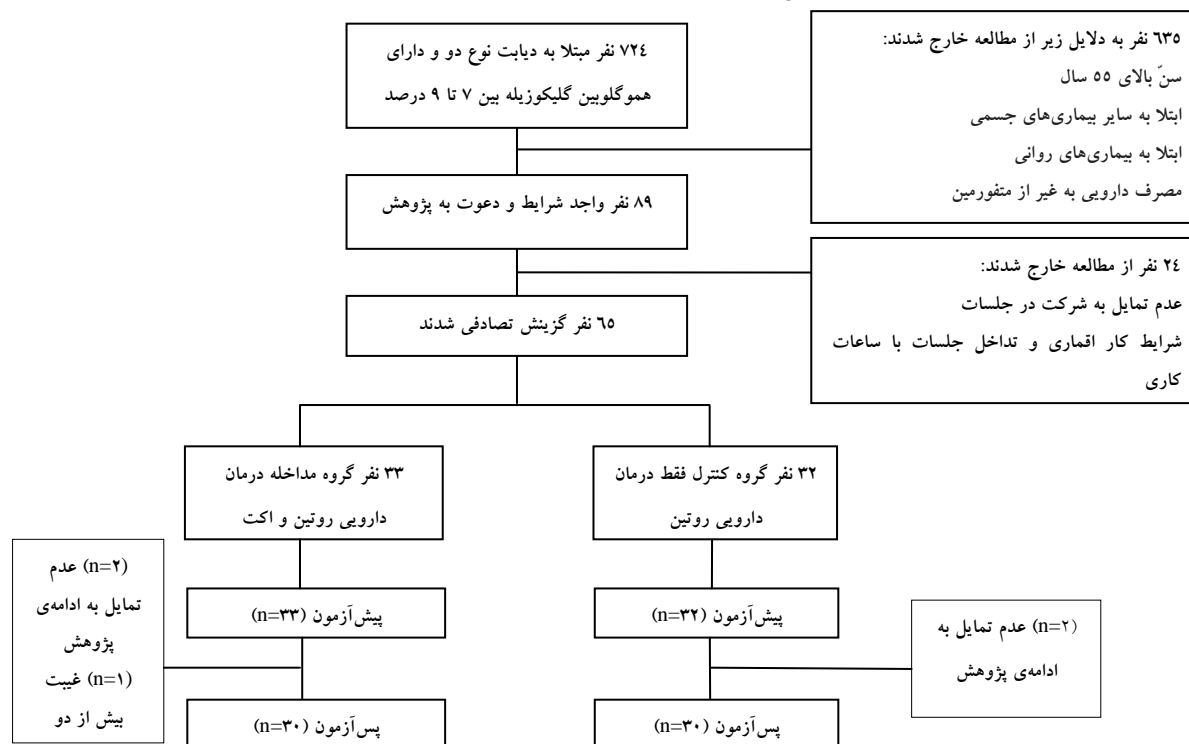 ۷۲٤ نفر مبتلا به دیابت نوع دو و دارای
هموگلوبین گلیکوزیله بین ۷ تا ۹ درصد
٦۳٥ نفر به دلایل زیر از مطالعه خارج شدند:
سنّ بالای ٥٥ سال
ابتلا به سایر بیماری‌های جسمی
ابتلا به بیماری‌های روانی
مصرف دارویی به غیر از متفورمین
۸۹ نفر واجد شرایط و دعوت به پژوهش
۲٤ نفر از مطالعه خارج شدند:
عدم تمایل به شرکت در جلسات
شرایط کار اقماری و تداخل جلسات با ساعات
کاری
٦٥ نفر گزینش تصادفی شدند
۳۲ نفر گروه کنترل فقط درمان
دارویی روتین
۳۳ نفر گروه مداخله درمان
دارویی روتین و اکت
پیش‌آزمون (n=۳۲)
پیش‌آزمون (n=۳۳)
(n=۲) عدم تمایل به
ادامه‌ی پژوهش
(n=۲) عدم
تمایل به ادامه‌ی
پژوهش
(n=۱) غیبت
بیش از دو
پس‌آزمون (n=۳۰)
پس‌آزمون (n=۳۰)